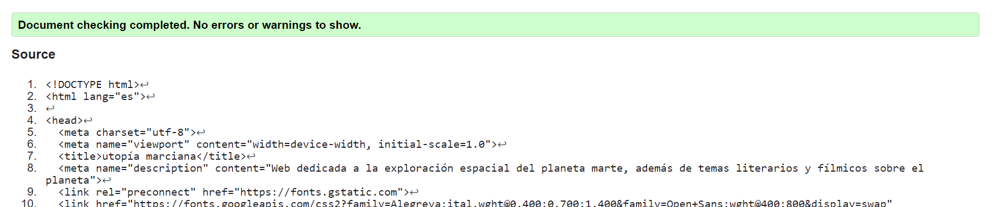 Document checking completed. No errors or warnings to show.
Source
1. <!DOCTYPE html>↩
2. <html lang="es">↩
3. ↩
4. <head>↩
5. <meta charset="utf-8">↩
6. <meta name="viewport" content="width=device-width, initial-scale=1.0">↩
7. <title>utopía marciana</title>↩
8. <meta name="description" content="Web dedicada a la exploración espacial del planeta marte, además de temas literarios y fílmicos sobre el
planeta">↩
9. <link rel="preconnect" href="https://fonts.gstatic.com">↩
10. <link href="https://fonts.googleapis.com/css2?family=Alegreya:ital,wght@0,400;0,700;1,400&family=Open+Sans:wght@400;800&display=swap"